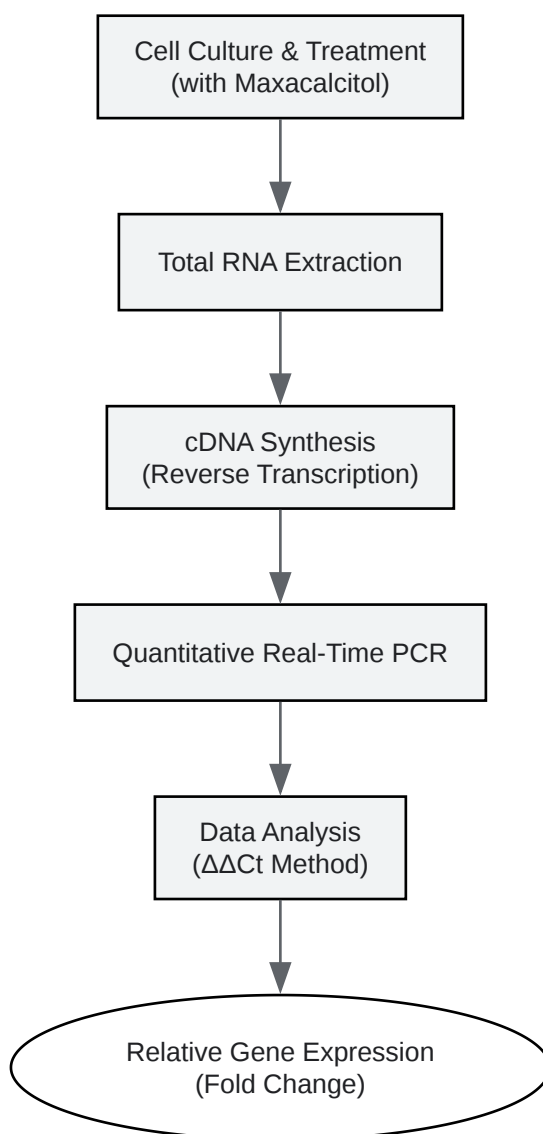 Cell Culture & Treatment
(with Maxacalcitol)
Total RNA Extraction
cDNA Synthesis
(Reverse Transcription)
Quantitative Real-Time PCR
Data Analysis
(ΔΔCt Method)
Relative Gene Expression
(Fold Change)